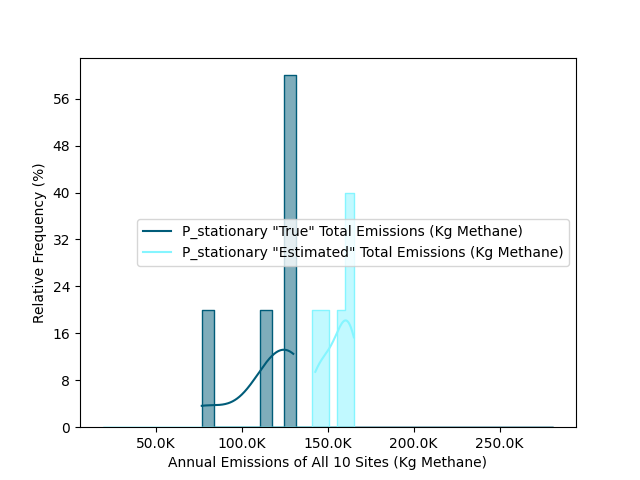 56
48
40
32
24
16
8
0
Relative Frequency (%)
P_stationary "True" Total Emissions (Kg Methane)
P_stationary "Estimated" Total Emissions (Kg Methane)
50.0K 100.0K 150.0K 200.0K 250.0K
Annual Emissions of All 10 Sites (Kg Methane)